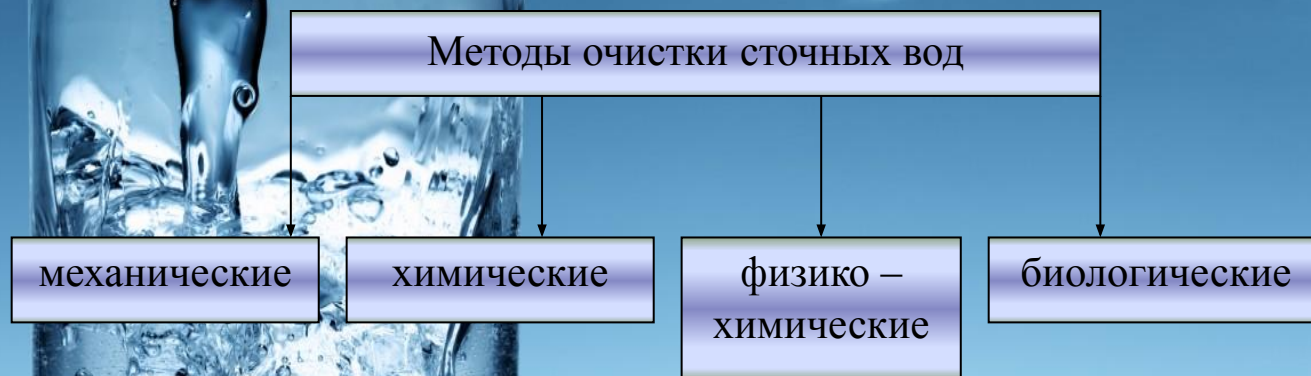 Методы очистки сточных вод
механические
химические
физико –
химические
биологические